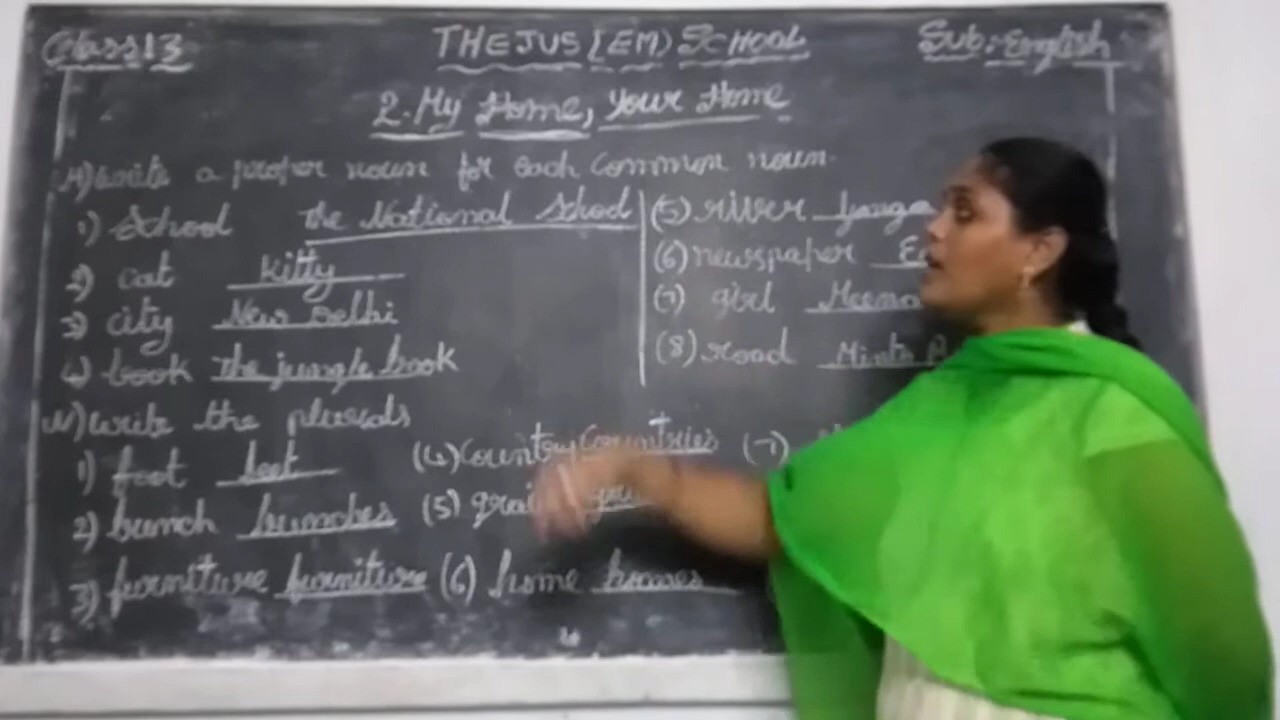 Class:3 THEJUS (EM) SCHOOL Sub:-English
2. My Home, Your Home
write a proper noun for each common noun.
1) School the National School
2) cat Kitty
3) city New Delhi
4) book the jungle book
(5) river
(6) newspaper
(7) girl
(8) road Minto
write the plurals
1) foot feet
2) bunch bunches
3) furniture furniture
(4) Country Countries
(5)
(6) home homes
(7)